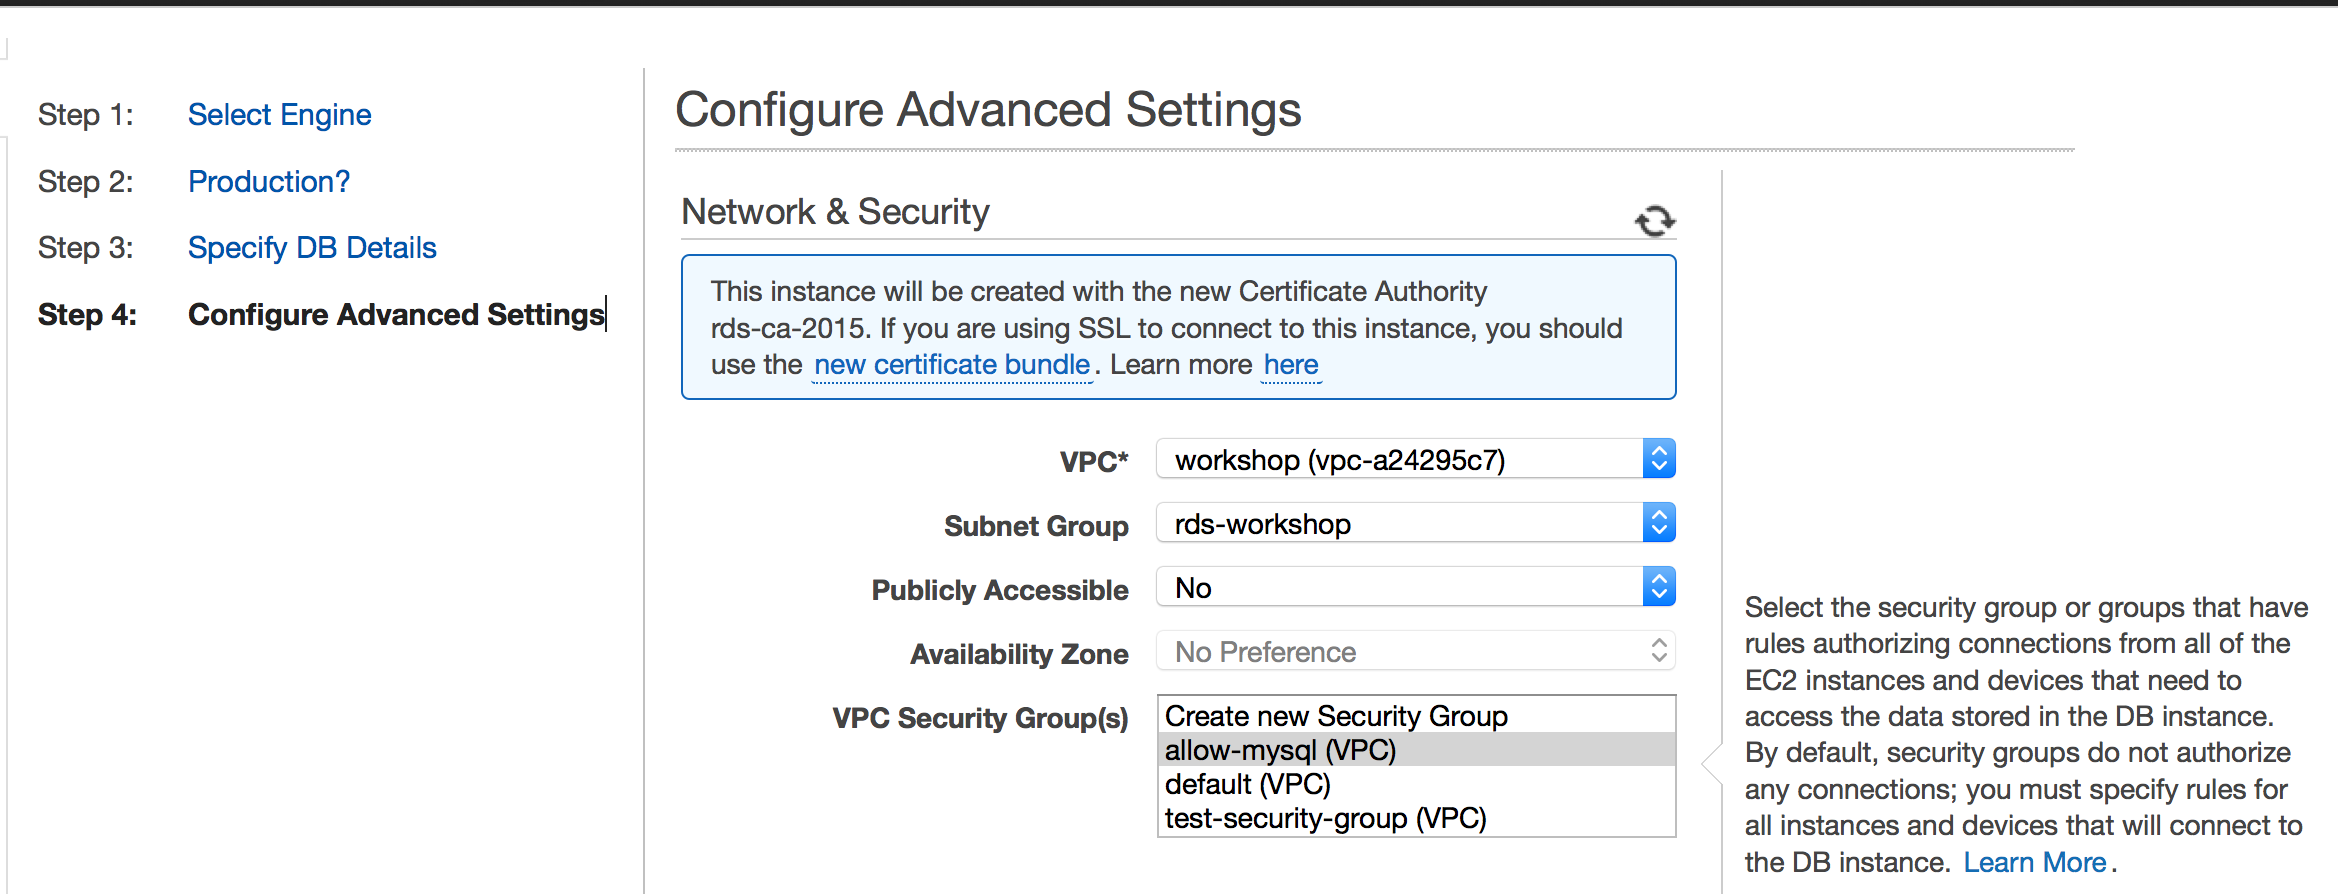 Step 1: Select Engine
Step 2: Production?
Step 3: Specify DB Details
Step 4: Configure Advanced Settings
Configure Advanced Settings
Network & Security
This instance will be created with the new Certificate Authority
rds-ca-2015. If you are using SSL to connect to this instance, you should
use the new certificate bundle. Learn more here
VPC* workshop (vpc-a24295c7)
Subnet Group rds-workshop
Publicly Accessible No
Availability Zone No Preference
VPC Security Group(s) Create new Security Group
allow-mysql (VPC)
default (VPC)
test-security-group (VPC)
Select the security group or groups that have
rules authorizing connections from all of the
EC2 instances and devices that need to
access the data stored in the DB instance.
By default, security groups do not authorize
any connections; you must specify rules for
all instances and devices that will connect to
the DB instance. Learn More.